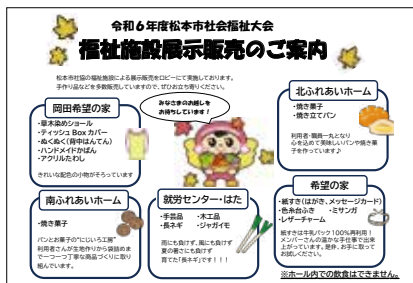 令和6年度松本市社会福祉大会
福祉施設展示販売のご案内
松本市社協の福祉施設による展示販売をロビーにて実施しております。
手作り品などを多数販売していますので、ぜひお立ち寄りください。
岡田希望の家
・草木染めショール
・ティッシュ Box カバー
・ぬくぬく(背中はんてん)
・ハンドメイドかばん
・アクリルたわし
きれいな配色の小物がそろっています
みなさまのお越しを
お待ちしています!
北ふれあいホーム
・焼き菓子
・焼き立てパン
利用者・職員一丸となり
心を込めて美味しいパンや焼き菓
子を作っています♪
南ふれあいホーム
・焼き菓子
パンとお菓子の"にじいろ工房"
利用者さんが生地作りから袋詰めま
で一つ一つ丁寧な商品づくりに取り
組んでいます。
就労センター・はた
・手芸品 ・木工品
・長ネギ ・ジャガイモ
雨にも負けず、風にも負けず
夏の暑さにも負けず
育てた「長ネギ」です!!!
希望の家
・紙すき(はがき、メッセージカード)
・色糸台ふき ・ミサンガ
・レザーチャーム
紙すきは牛乳パック100%再利用!
メンバーさんの温かな手仕事で出来
上がっています。是非、お手に取って
お試しください。
※ホール内での飲食はできません。